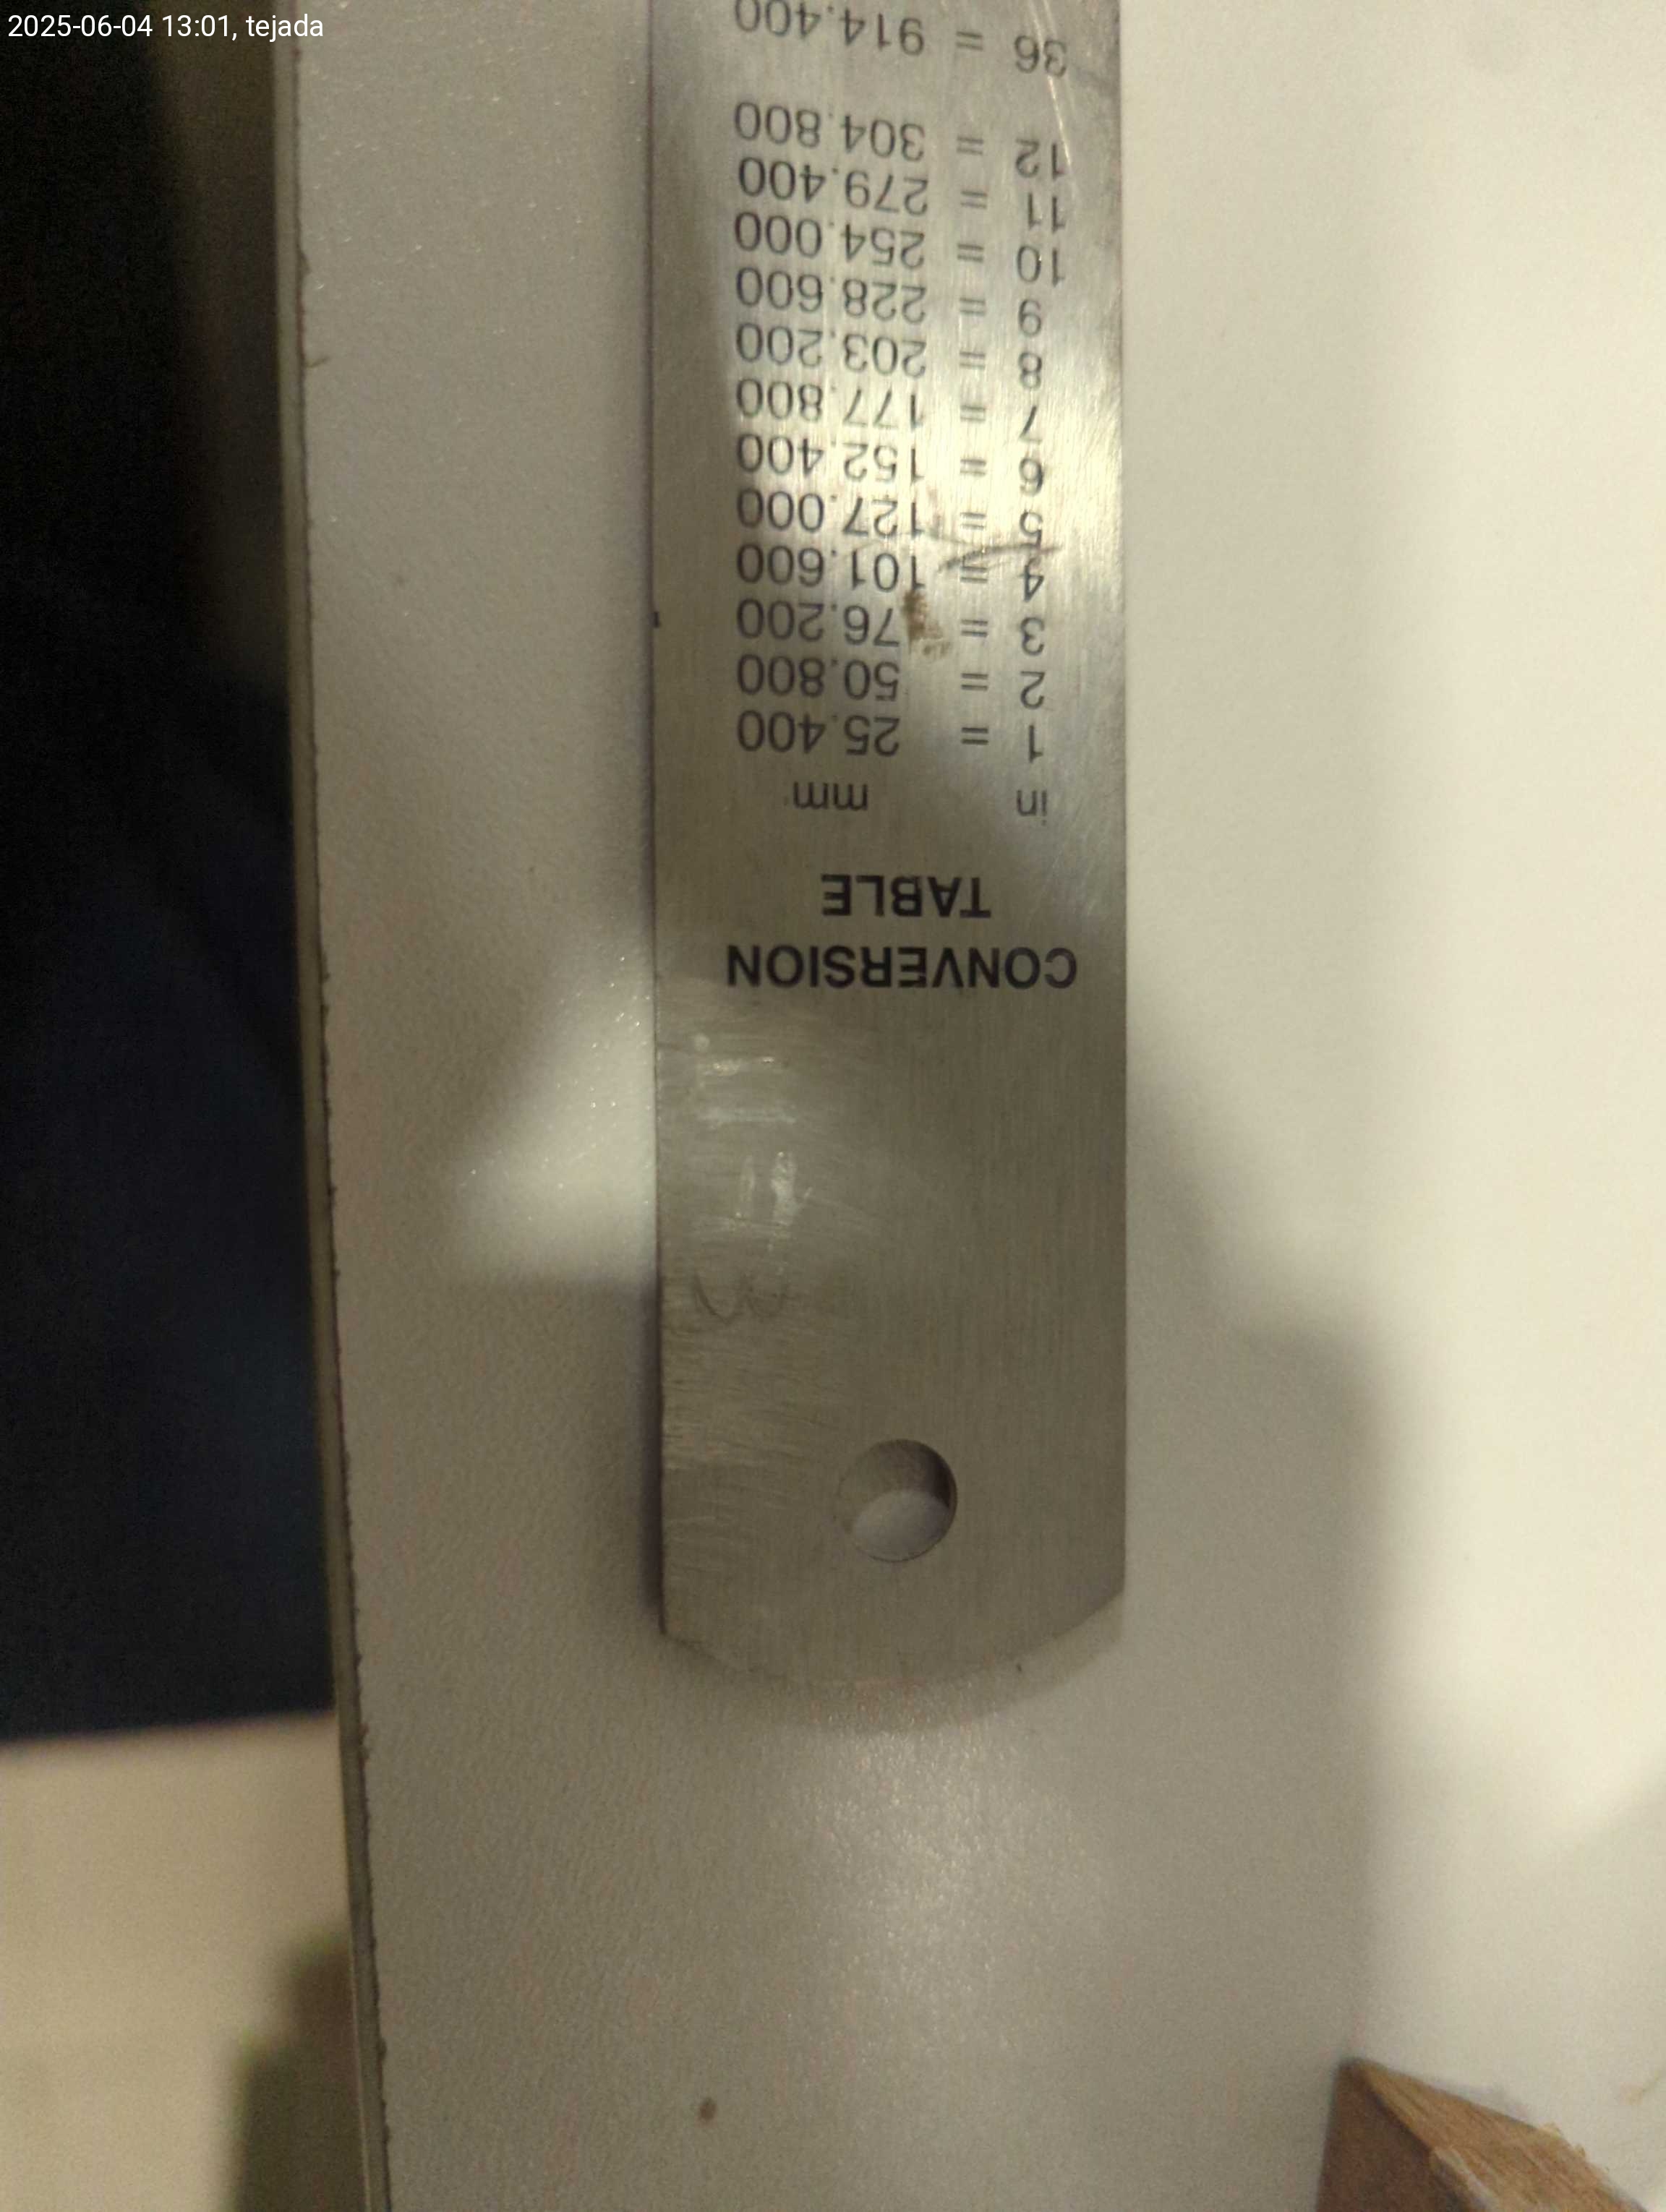 2025-06-04 13:01, tejada
CONVERSION
TABLE
in mm
1 = 25.400
2 = 50.800
3 = 76.200
4 = 101.600
5 = 127.000
6 = 152.400
7 = 177.800
8 = 203.200
9 = 228.600
10 = 254.000
11 = 279.400
12 = 304.800
36 = 914.400